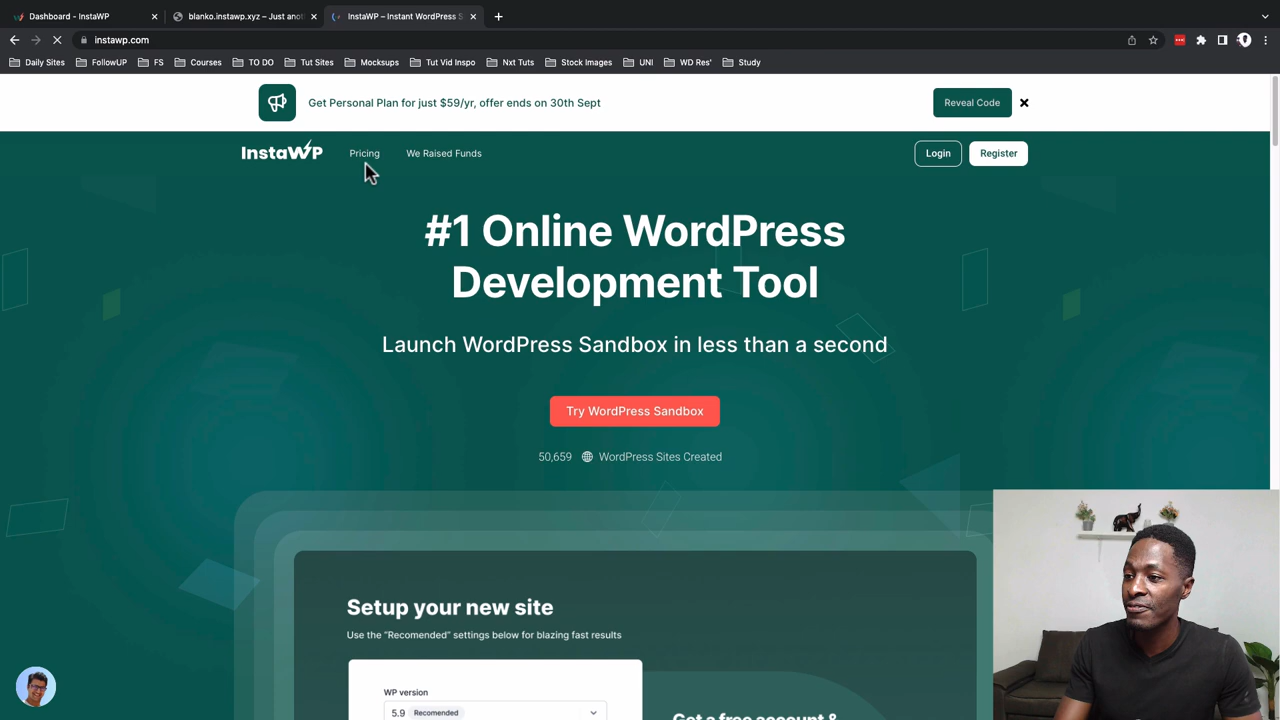 Dashboard - InstaWP
blanko.instawp.xyz – Just anot
InstaWP – Instant WordPress S
instawp.com
Daily Sites
FollowUP
FS
Courses
TO DO
Tut Sites
Mocksups
Tut Vid Inspo
Nxt Tuts
Stock Images
UNI
WD Res'
Study
Get Personal Plan for just $59/yr, offer ends on 30th Sept
Reveal Code
InstaWP
Pricing
We Raised Funds
Login
Register
#1 Online WordPress
Development Tool
Launch WordPress Sandbox in less than a second
Try WordPress Sandbox
50,659 WordPress Sites Created
Setup your new site
Use the “Recomended” settings below for blazing fast results
WP version
5.9 Recomended
Get a free account &